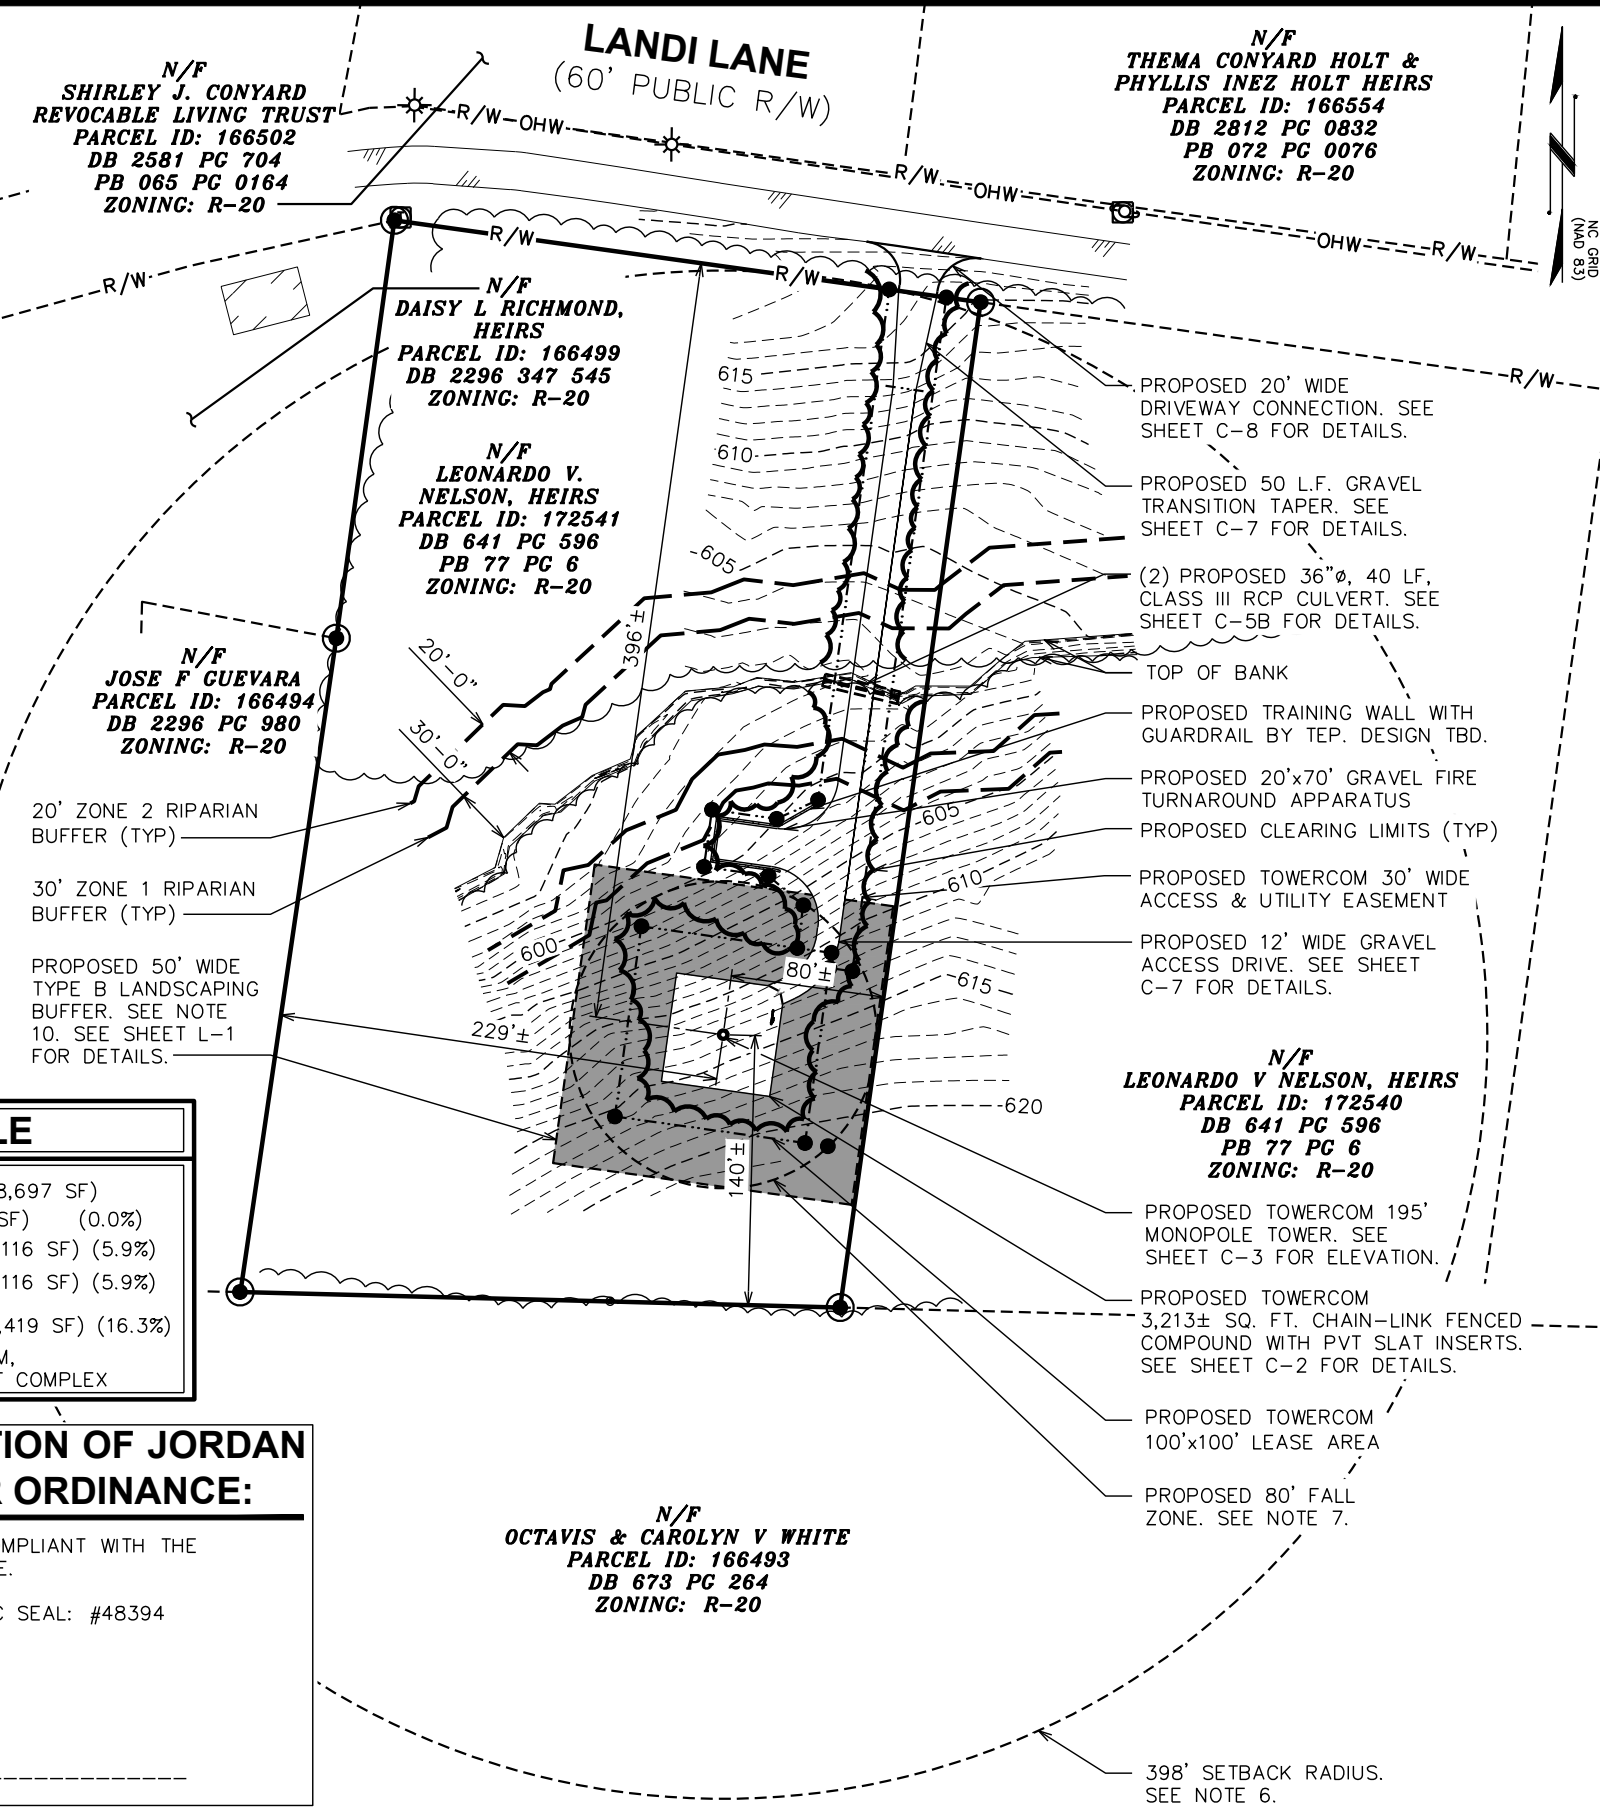 LANDI LANE
(60' PUBLIC R/W)
N/F
SHIRLEY J. CONYARD
REVOCABLE LIVING TRUST
PARCEL ID: 166502
DB 2581 PG 704
PB 065 PG 0164
ZONING: R-20
N/F
THEMA CONYARD HOLT &
PHYLLIS INEZ HOLT HEIRS
PARCEL ID: 166554
DB 2812 PG 0832
PB 072 PG 0076
ZONING: R-20
NC GRID
(NAD 83)
R/W
OHW
R/W
OHW
OHW
R/W
R/W
R/W
R/W
R/W
N/F
DAISY L RICHMOND,
HEIRS
PARCEL ID: 166499
DB 2296 347 545
ZONING: R-20
N/F
LEONARDO V.
NELSON, HEIRS
PARCEL ID: 172541
DB 641 PG 596
PB 77 PG 6
ZONING: R-20
N/F
JOSE F GUEVARA
PARCEL ID: 166494
DB 2296 PG 980
ZONING: R-20
615
610
605
396'±
20'-0"
30'-0"
605
610
600
615
620
80'±
229'±
140'±
20' ZONE 2 RIPARIAN
BUFFER (TYP)
30' ZONE 1 RIPARIAN
BUFFER (TYP)
PROPOSED 50' WIDE
TYPE B LANDSCAPING
BUFFER. SEE NOTE
10. SEE SHEET L-1
FOR DETAILS.
PROPOSED 20' WIDE
DRIVEWAY CONNECTION. SEE
SHEET C-8 FOR DETAILS.
PROPOSED 50 L.F. GRAVEL
TRANSITION TAPER. SEE
SHEET C-7 FOR DETAILS.
(2) PROPOSED 36"ø, 40 LF,
CLASS III RCP CULVERT. SEE
SHEET C-5B FOR DETAILS.
TOP OF BANK
PROPOSED TRAINING WALL WITH
GUARDRAIL BY TEP. DESIGN TBD.
PROPOSED 20'x70' GRAVEL FIRE
TURNAROUND APPARATUS
PROPOSED CLEARING LIMITS (TYP)
PROPOSED TOWERCOM 30' WIDE
ACCESS & UTILITY EASEMENT
PROPOSED 12' WIDE GRAVEL
ACCESS DRIVE. SEE SHEET
C-7 FOR DETAILS.
N/F
LEONARDO V NELSON, HEIRS
PARCEL ID: 172540
DB 641 PG 596
PB 77 PG 6
ZONING: R-20
PROPOSED TOWERCOM 195'
MONOPOLE TOWER. SEE
SHEET C-3 FOR ELEVATION.
PROPOSED TOWERCOM
3,213± SQ. FT. CHAIN-LINK FENCED
COMPOUND WITH PVT SLAT INSERTS.
SEE SHEET C-2 FOR DETAILS.
PROPOSED TOWERCOM
100'x100' LEASE AREA
PROPOSED 80' FALL
ZONE. SEE NOTE 7.
398' SETBACK RADIUS.
SEE NOTE 6.
N/F
OCTAVIS & CAROLYN V WHITE
PARCEL ID: 166493
DB 673 PG 264
ZONING: R-20
LE
,697 SF)
SF) (0.0%)
116 SF) (5.9%)
116 SF) (5.9%)
,419 SF) (16.3%)
M,
T COMPLEX
TION OF JORDAN
R ORDINANCE:
MPLIANT WITH THE
E.
C SEAL: #48394